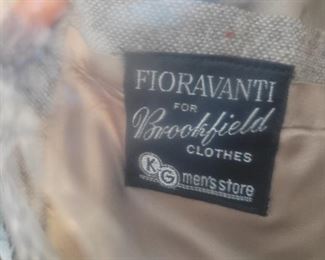 FIORAVANTI
FOR
Brookfield
CLOTHES
KG men's store